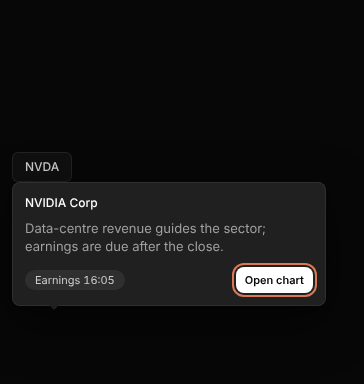 NVDA
NVIDIA Corp
Data-centre revenue guides the sector;
earnings are due after the close.
Earnings 16:05
Open chart